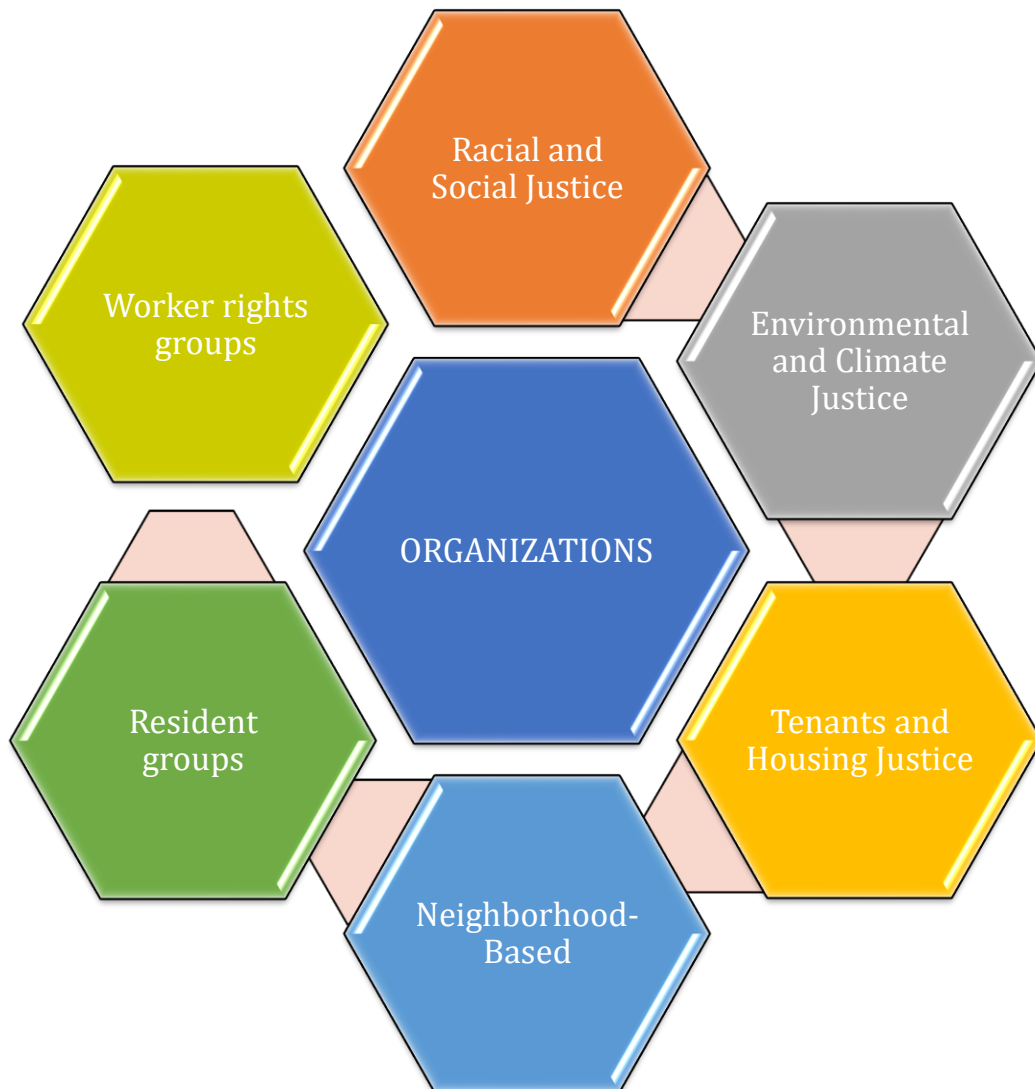 Racial and
Social Justice
Worker rights
groups
Environmental
and Climate
Justice
ORGANIZATIONS
Resident
groups
Tenants and
Housing Justice
Neighborhood-
Based